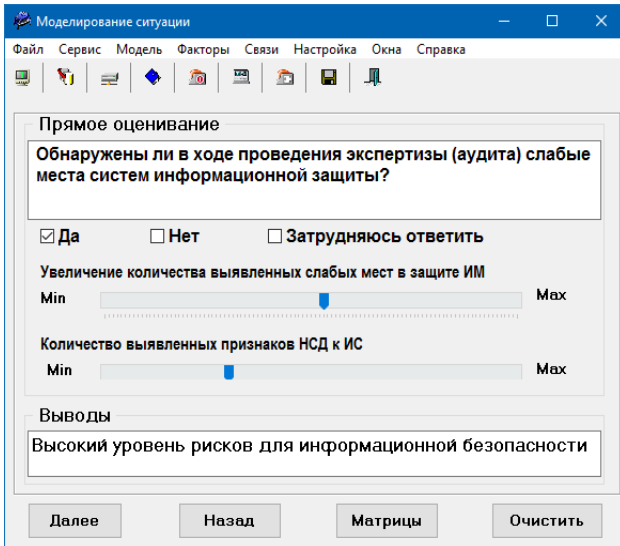 Моделирование ситуации
Файл Сервис Модель Факторы Связи Настройка Окна Справка
Прямое оценивание
Обнаружены ли в ходе проведения экспертизы (аудита) слабые
места систем информационной защиты?
Да Нет Затрудняюсь ответить
Увеличение количества выявленных слабых мест в защите ИМ
Min Max
Количество выявленных признаков НСД к ИС
Min Max
Выводы
Высокий уровень рисков для информационной безопасности
Далее Назад Матрицы Очистить